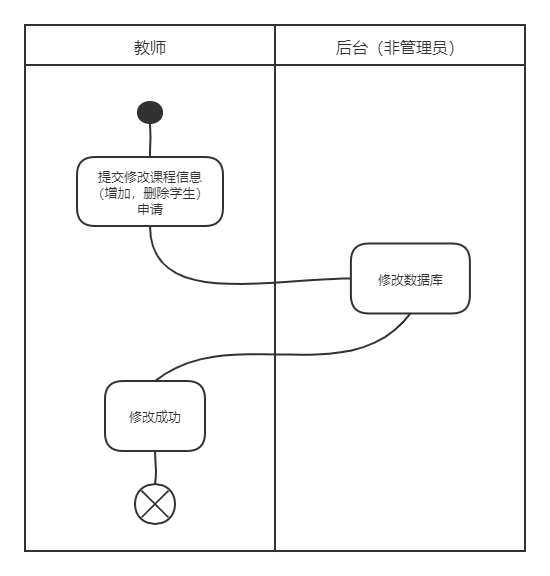 教师
后台（非管理员）
提交修改课程信息
（增加，删除学生）
申请
修改数据库
修改成功